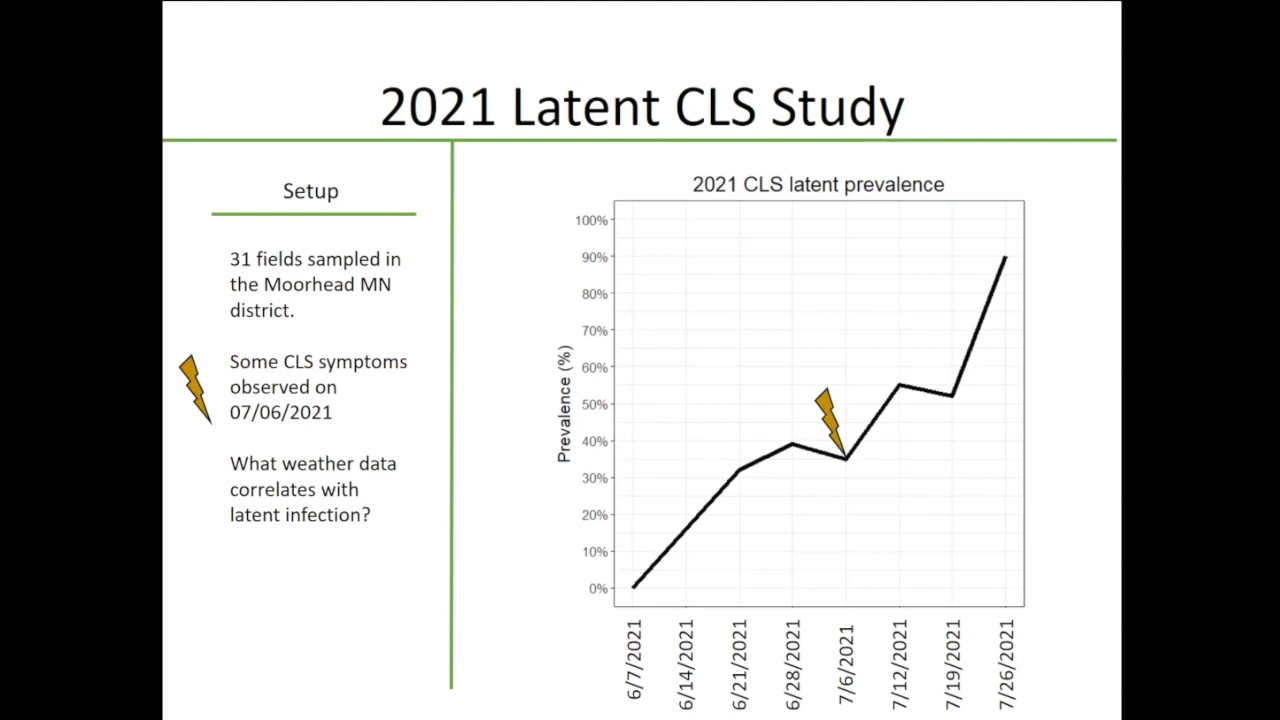 2021 Latent CLS Study
Setup
31 fields sampled in
the Moorhead MN
district.
Some CLS symptoms
observed on
07/06/2021
What weather data
correlates with
latent infection?
2021 CLS latent prevalence
Prevalence (%)
100%
90%
80%
70%
60%
50%
40%
30%
20%
10%
0%
6/7/2021
6/14/2021
6/21/2021
6/28/2021
7/6/2021
7/12/2021
7/19/2021
7/26/2021